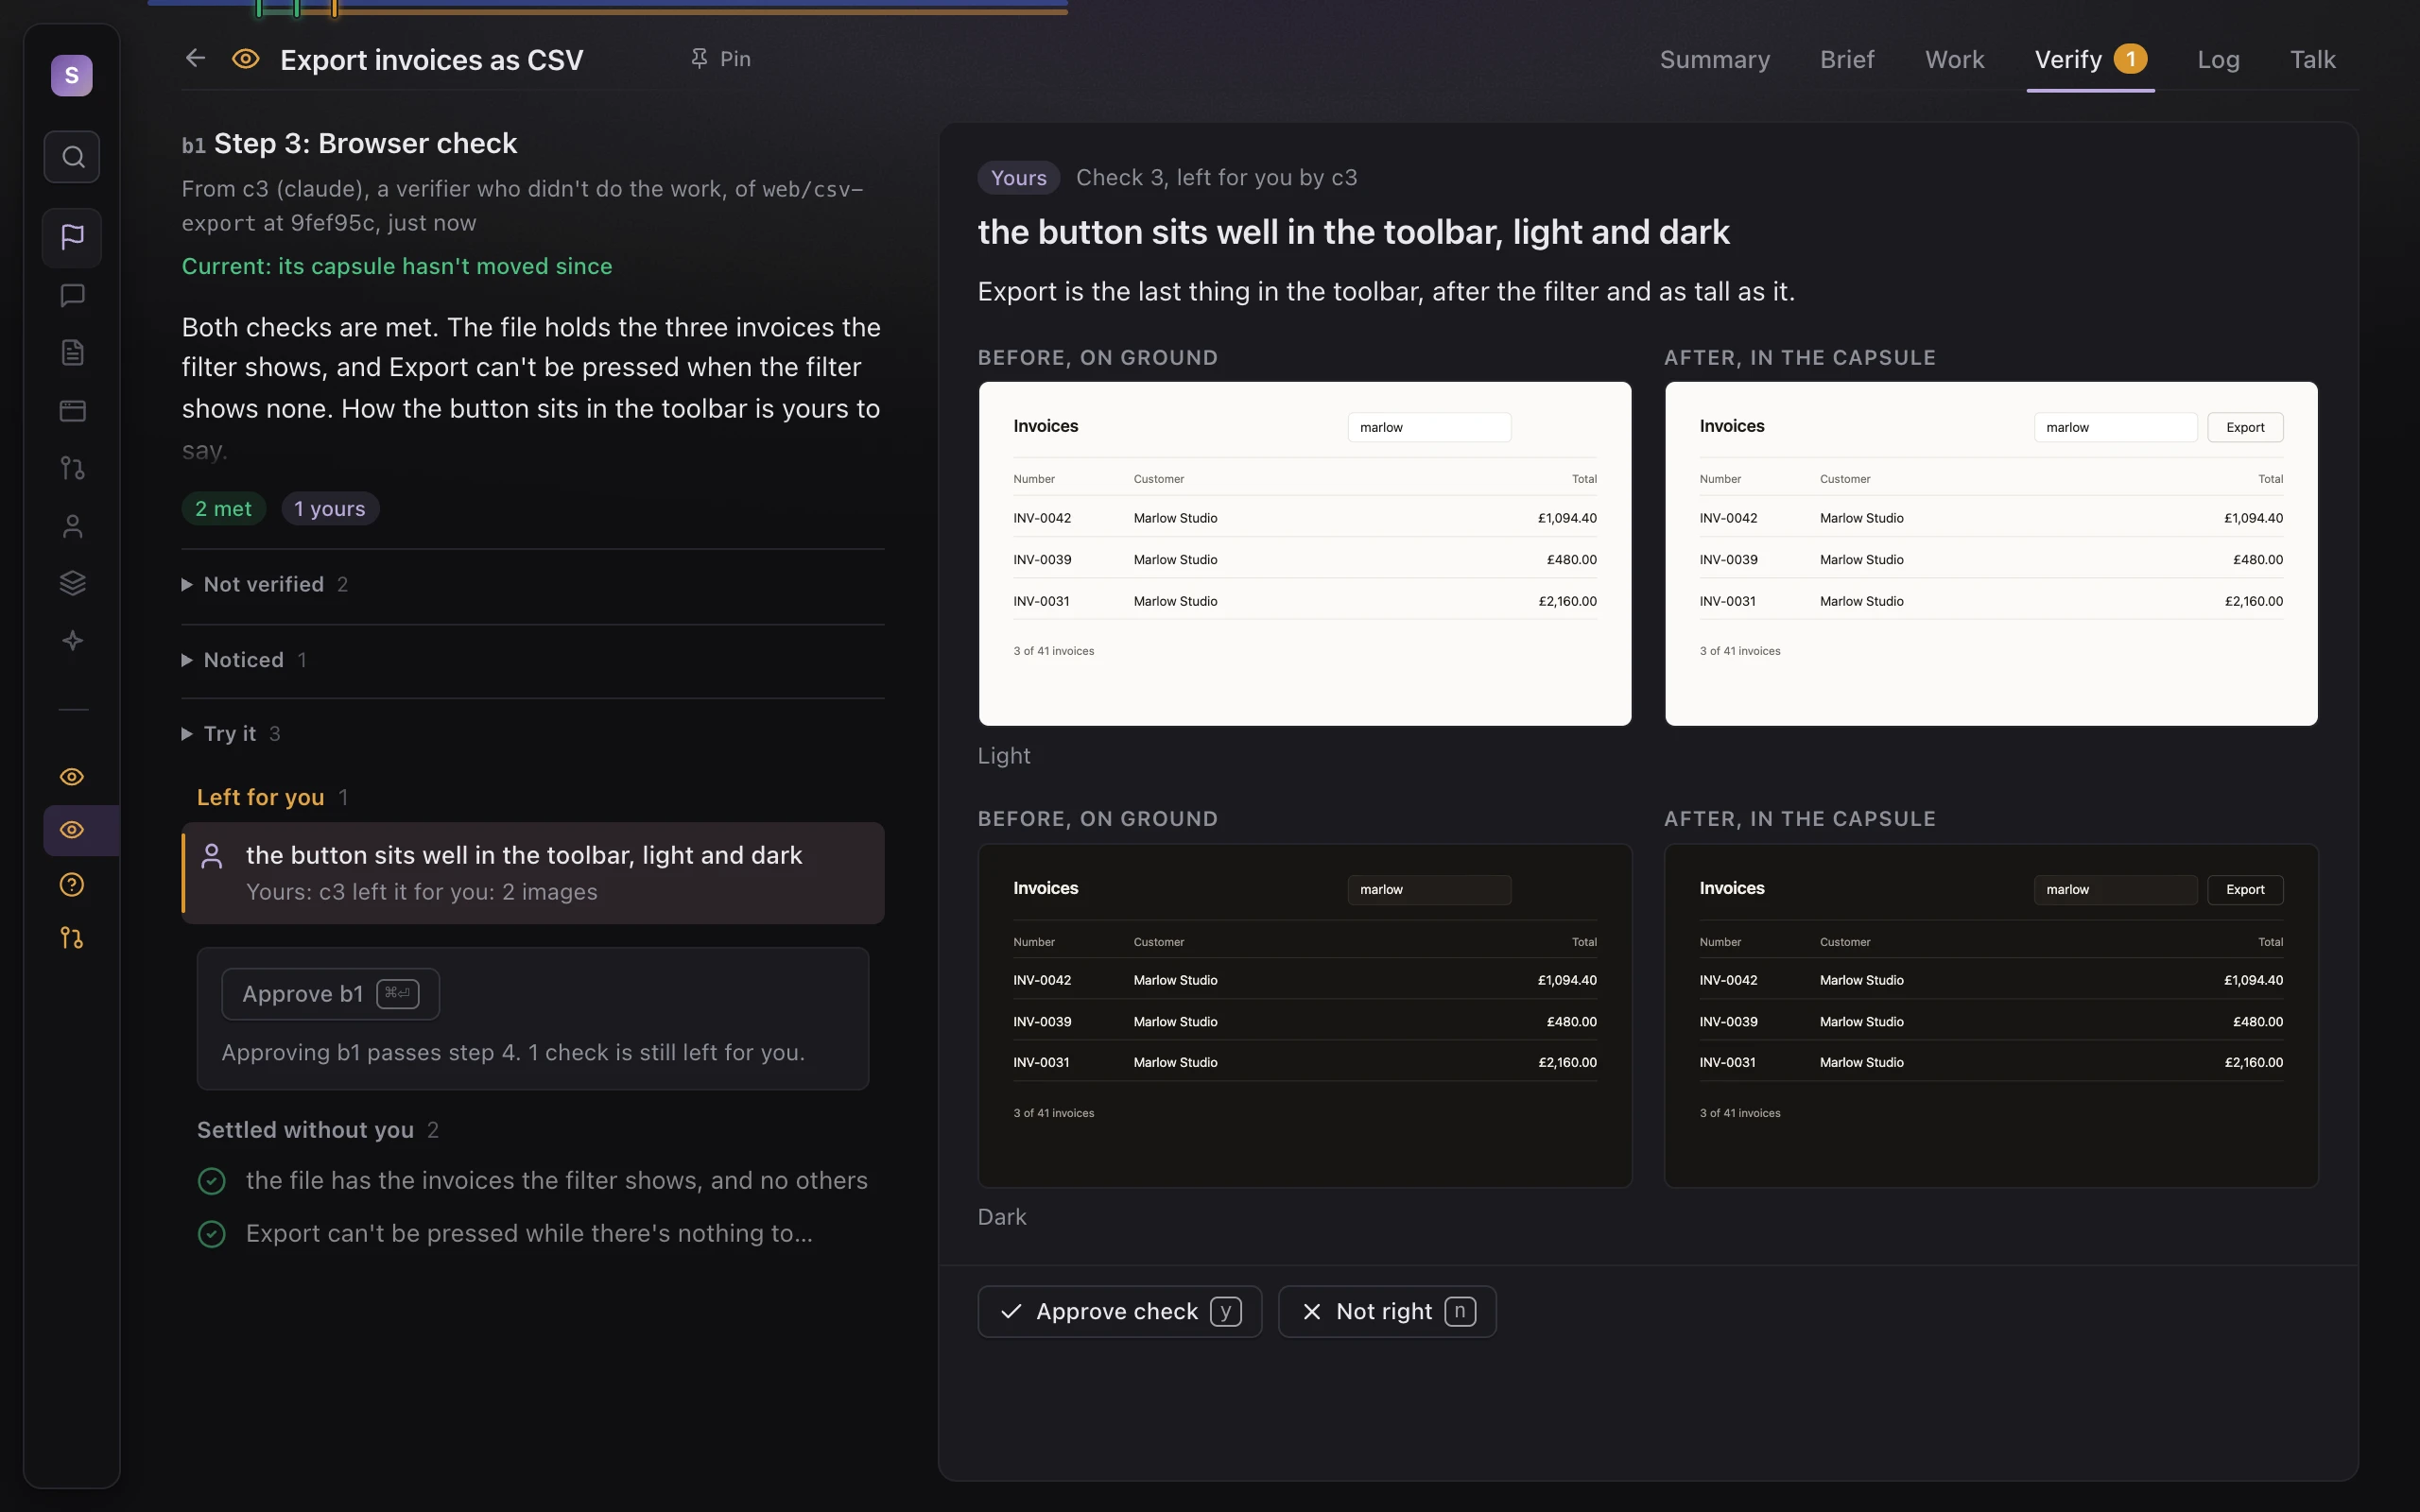 S
Export invoices as CSV
Pin
Summary
Brief
Work
Verify 1
Log
Talk
b1 Step 3: Browser check
From c3 (claude), a verifier who didn't do the work, of web/csv–
export at 9fef95c, just now
Current: its capsule hasn't moved since
Both checks are met. The file holds the three invoices the
filter shows, and Export can't be pressed when the filter
shows none. How the button sits in the toolbar is yours to
say.
2 met
1 yours
Not verified 2
Noticed 1
Try it 3
Left for you 1
the button sits well in the toolbar, light and dark
Yours: c3 left it for you: 2 images
Approve b1 ⌘⏎
Approving b1 passes step 4. 1 check is still left for you.
Settled without you 2
the file has the invoices the filter shows, and no others
Export can't be pressed while there's nothing to...
Yours Check 3, left for you by c3
the button sits well in the toolbar, light and dark
Export is the last thing in the toolbar, after the filter and as tall as it.
BEFORE, ON GROUND
Invoices
marlow
Number Customer Total
INV-0042 Marlow Studio £1,094.40
INV-0039 Marlow Studio £480.00
INV-0031 Marlow Studio £2,160.00
3 of 41 invoices
AFTER, IN THE CAPSULE
Invoices
marlow
Export
Number Customer Total
INV-0042 Marlow Studio £1,094.40
INV-0039 Marlow Studio £480.00
INV-0031 Marlow Studio £2,160.00
3 of 41 invoices
Light
BEFORE, ON GROUND
Invoices
marlow
Number Customer Total
INV-0042 Marlow Studio £1,094.40
INV-0039 Marlow Studio £480.00
INV-0031 Marlow Studio £2,160.00
3 of 41 invoices
AFTER, IN THE CAPSULE
Invoices
marlow
Export
Number Customer Total
INV-0042 Marlow Studio £1,094.40
INV-0039 Marlow Studio £480.00
INV-0031 Marlow Studio £2,160.00
3 of 41 invoices
Dark
Approve check y
Not right n